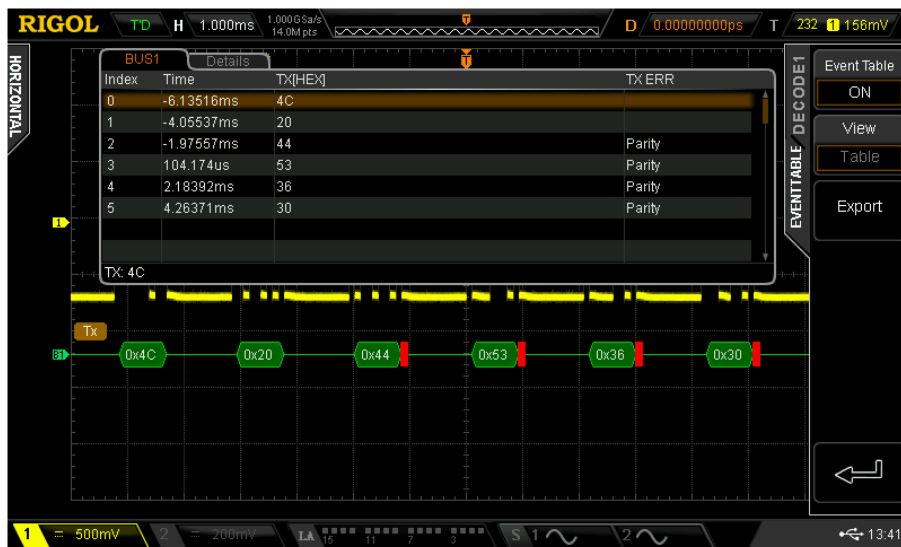 RIGOL T'D H 1.000ms 1.000GSa/s 14.0M pts D 0.00000000ps T 232 1 156mV
HORIZONTAL
BUS1 Details
Index Time TX[HEX] TX ERR
0 -6.13516ms 4C
1 -4.05537ms 20
2 -1.97557ms 44 Parity
3 104.174us 53 Parity
4 2.18392ms 36 Parity
5 4.26371ms 30 Parity
TX: 4C
EVENTTABLE DECODE1
Event Table
ON
View
Table
Export
T
1
Tx
B1 0x4C 0x20 0x44 0x53 0x36 0x30
1 = 500mV 2 = 200mV LA 15 11 7 3 S 1 2 13:41